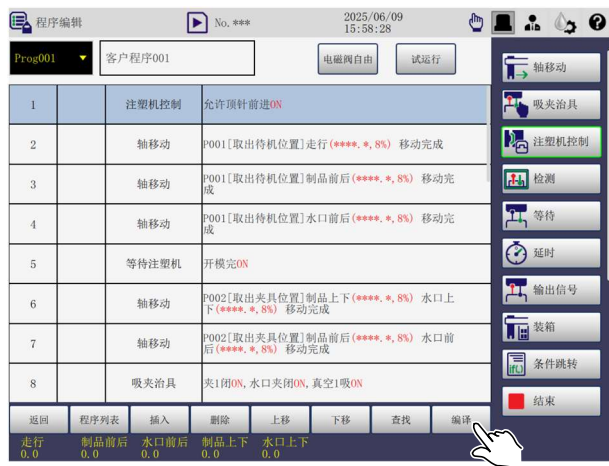 程序编辑
No. ***
2025/06/09
15:58:28
Prog001
客户程序001
电磁阀自由
试运行
1 注塑机控制 允许顶针前进ON
2 轴移动 P001[取出待机位置]走行(****.*,8%) 移动完成
3 轴移动 P001[取出待机位置]制品前后(****.*,8%) 移动完
成
4 轴移动 P001[取出待机位置]水口前后(****.*,8%) 移动完
成
5 等待注塑机 开模完ON
6 轴移动 P002[取出夹具位置]制品上下(****.*,8%) 水口上
下(****.*,8%) 移动完成
7 轴移动 P002[取出夹具位置]制品前后(****.*,8%) 水口前
后(****.*,8%) 移动完成
8 吸夹治具 夹1闭ON,水口夹闭ON,真空1吸ON
轴移动
吸夹治具
注塑机控制
检测
等待
延时
输出信号
装箱
if() 条件跳转
结束
返回 程序列表 插入 删除 上移 下移 查找 编译
走行 制品前后 水口前后 制品上下 水口上下
0.0 0.0 0.0 0.0 0.0